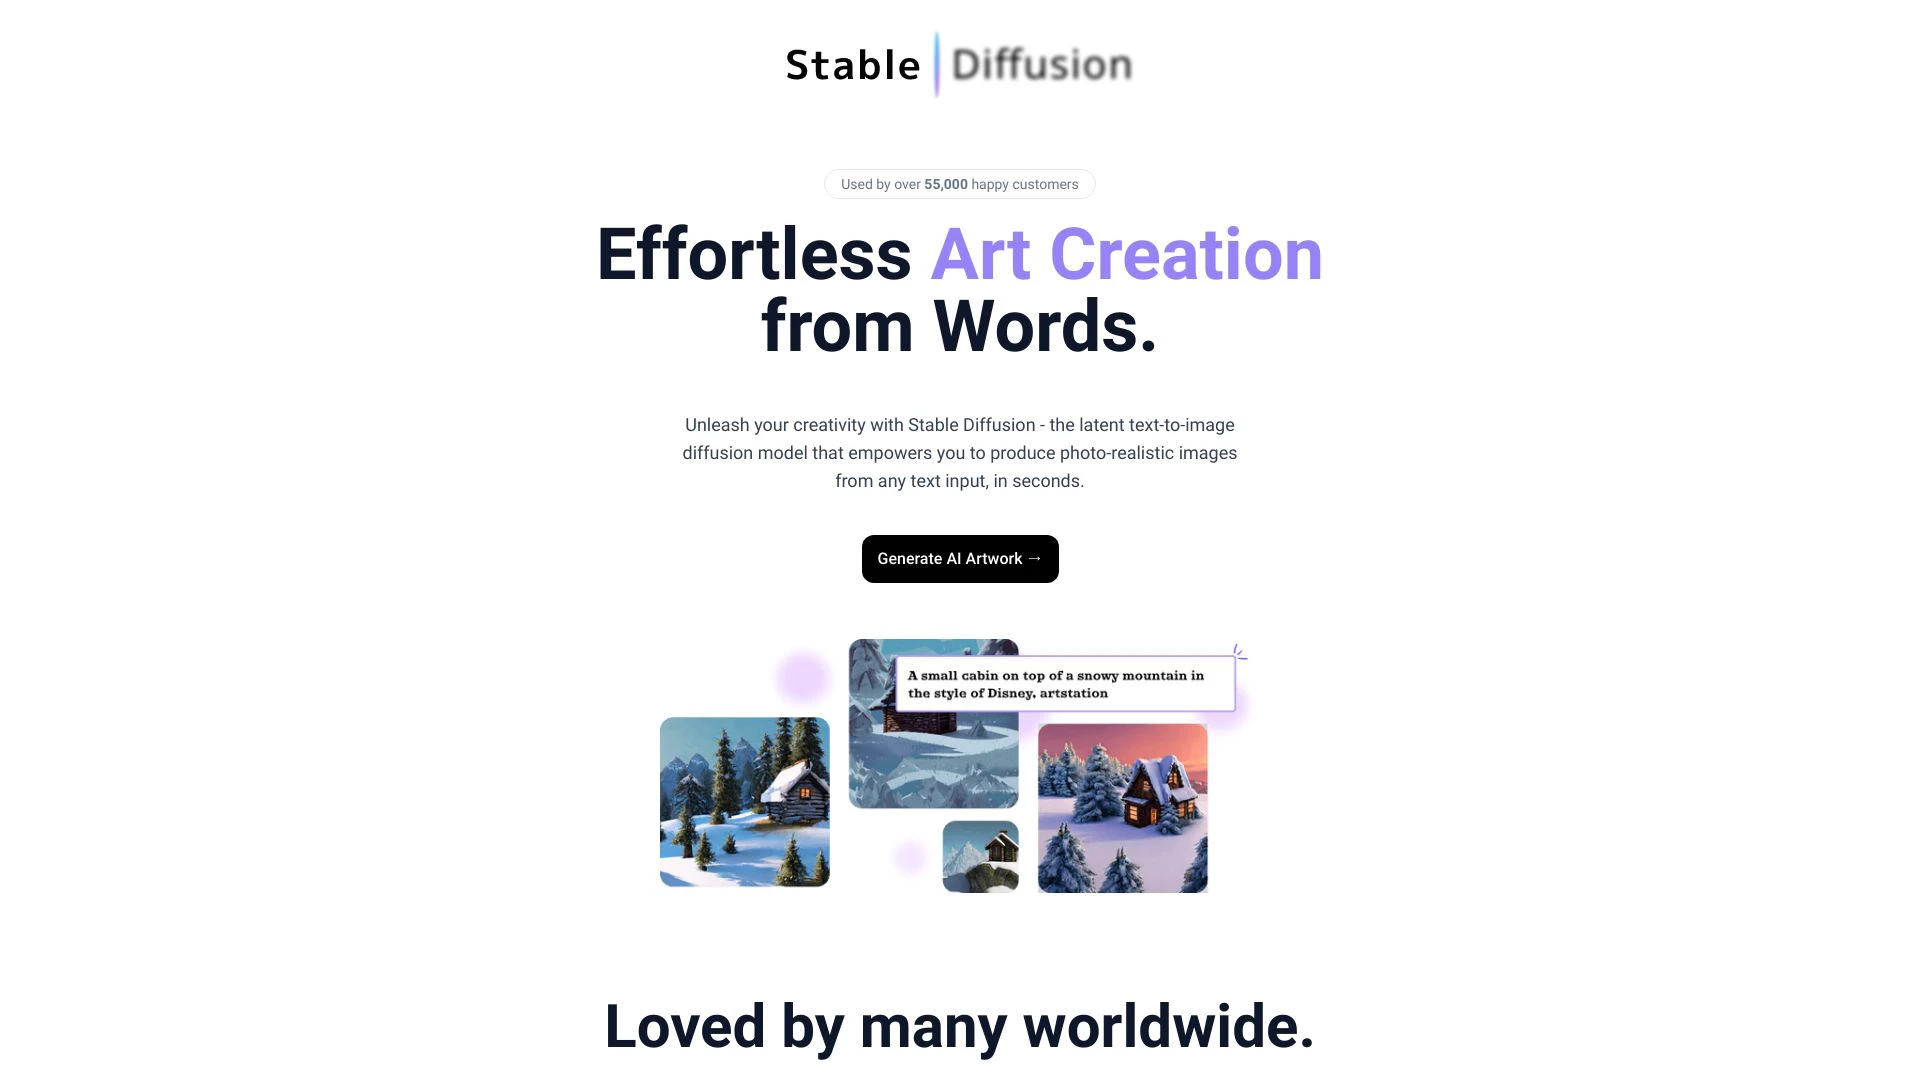 Stable Diffusion
Used by over 55,000 happy customers
Effortless Art Creation
from Words.
Unleash your creativity with Stable Diffusion - the latent text-to-image
diffusion model that empowers you to produce photo-realistic images
from any text input, in seconds.
Generate AI Artwork →
A small cabin on top of a snowy mountain in
the style of Disney, artstation
Loved by many worldwide.